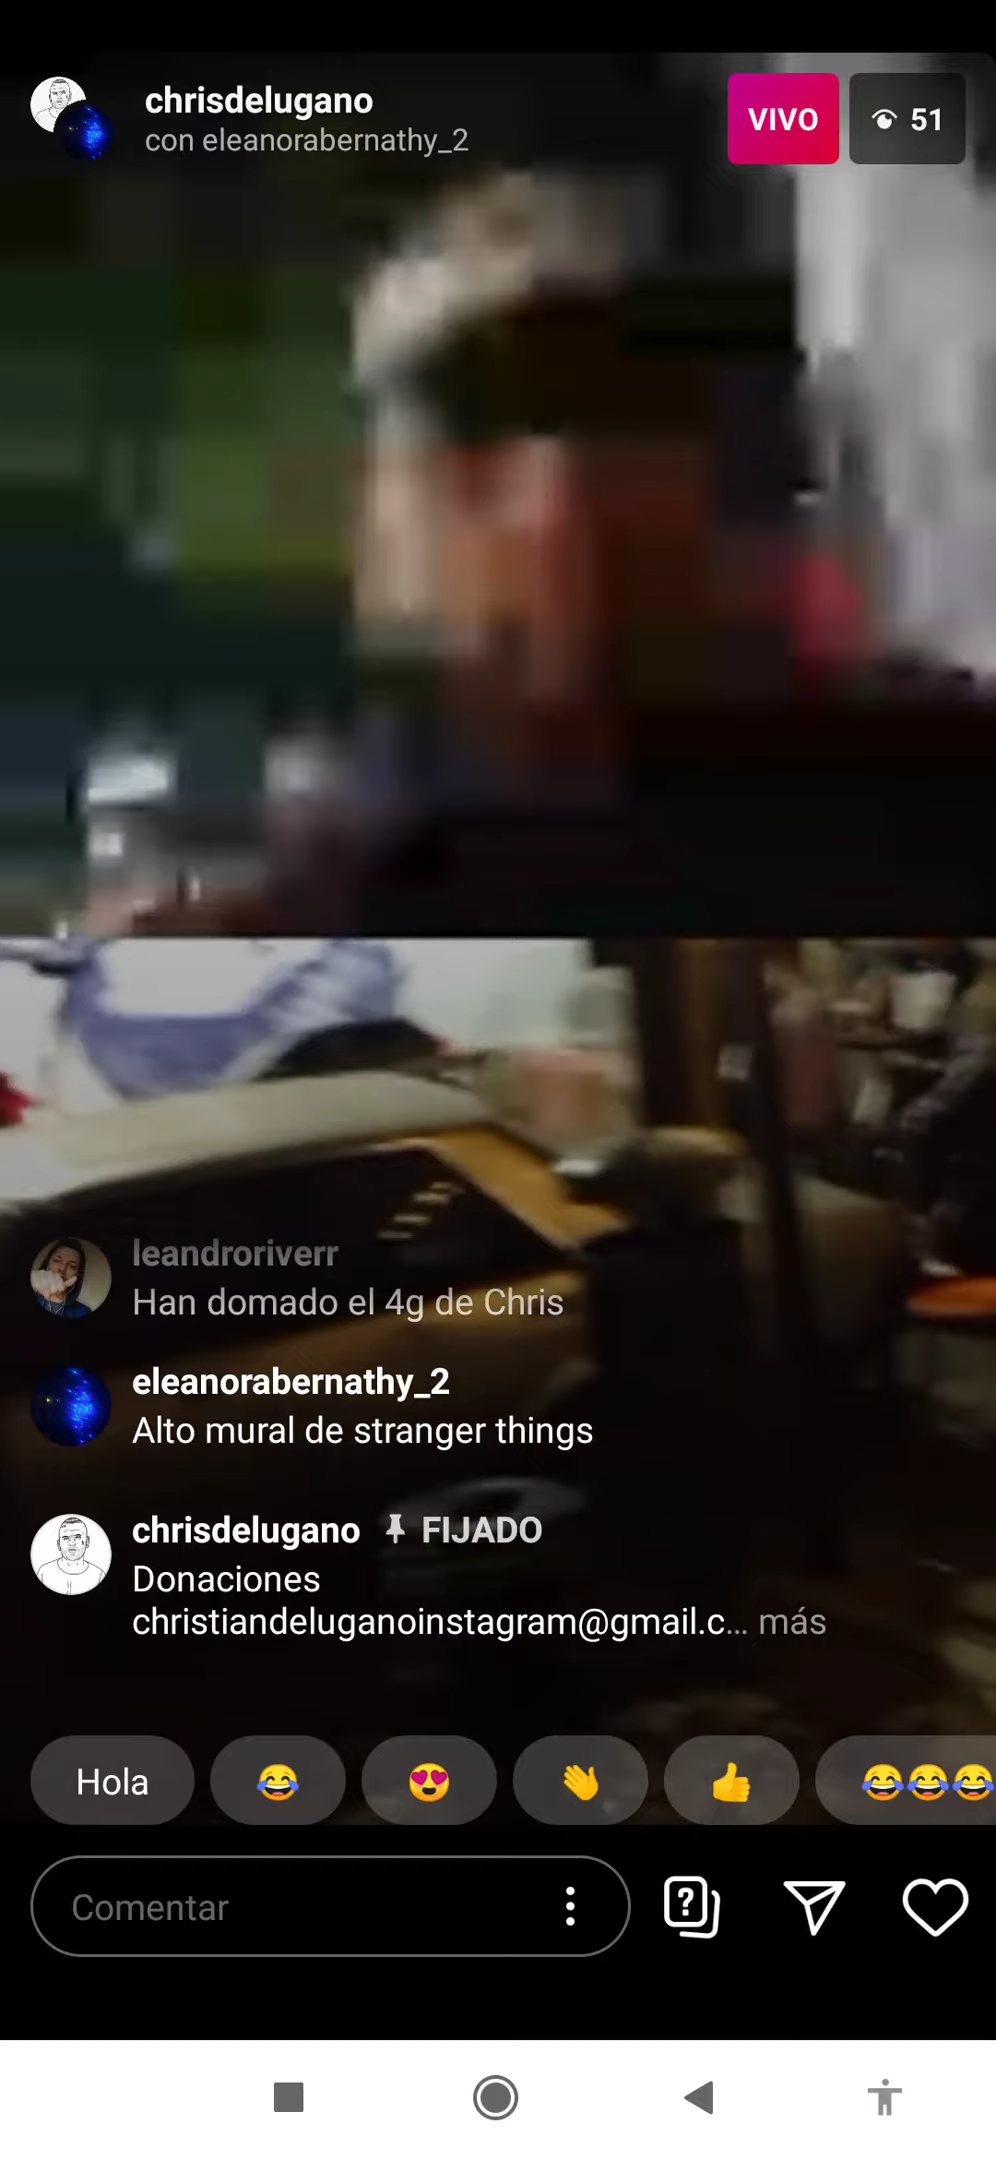 chrisdelugano
con eleanorabernathy_2
VIVO
51
leandroriverr
Han domado el 4g de Chris
eleanorabernathy_2
Alto mural de stranger things
chrisdelugano FIJADO
Donaciones
christiandeluganoinstagram@gmail.c... más
Hola
Comentar